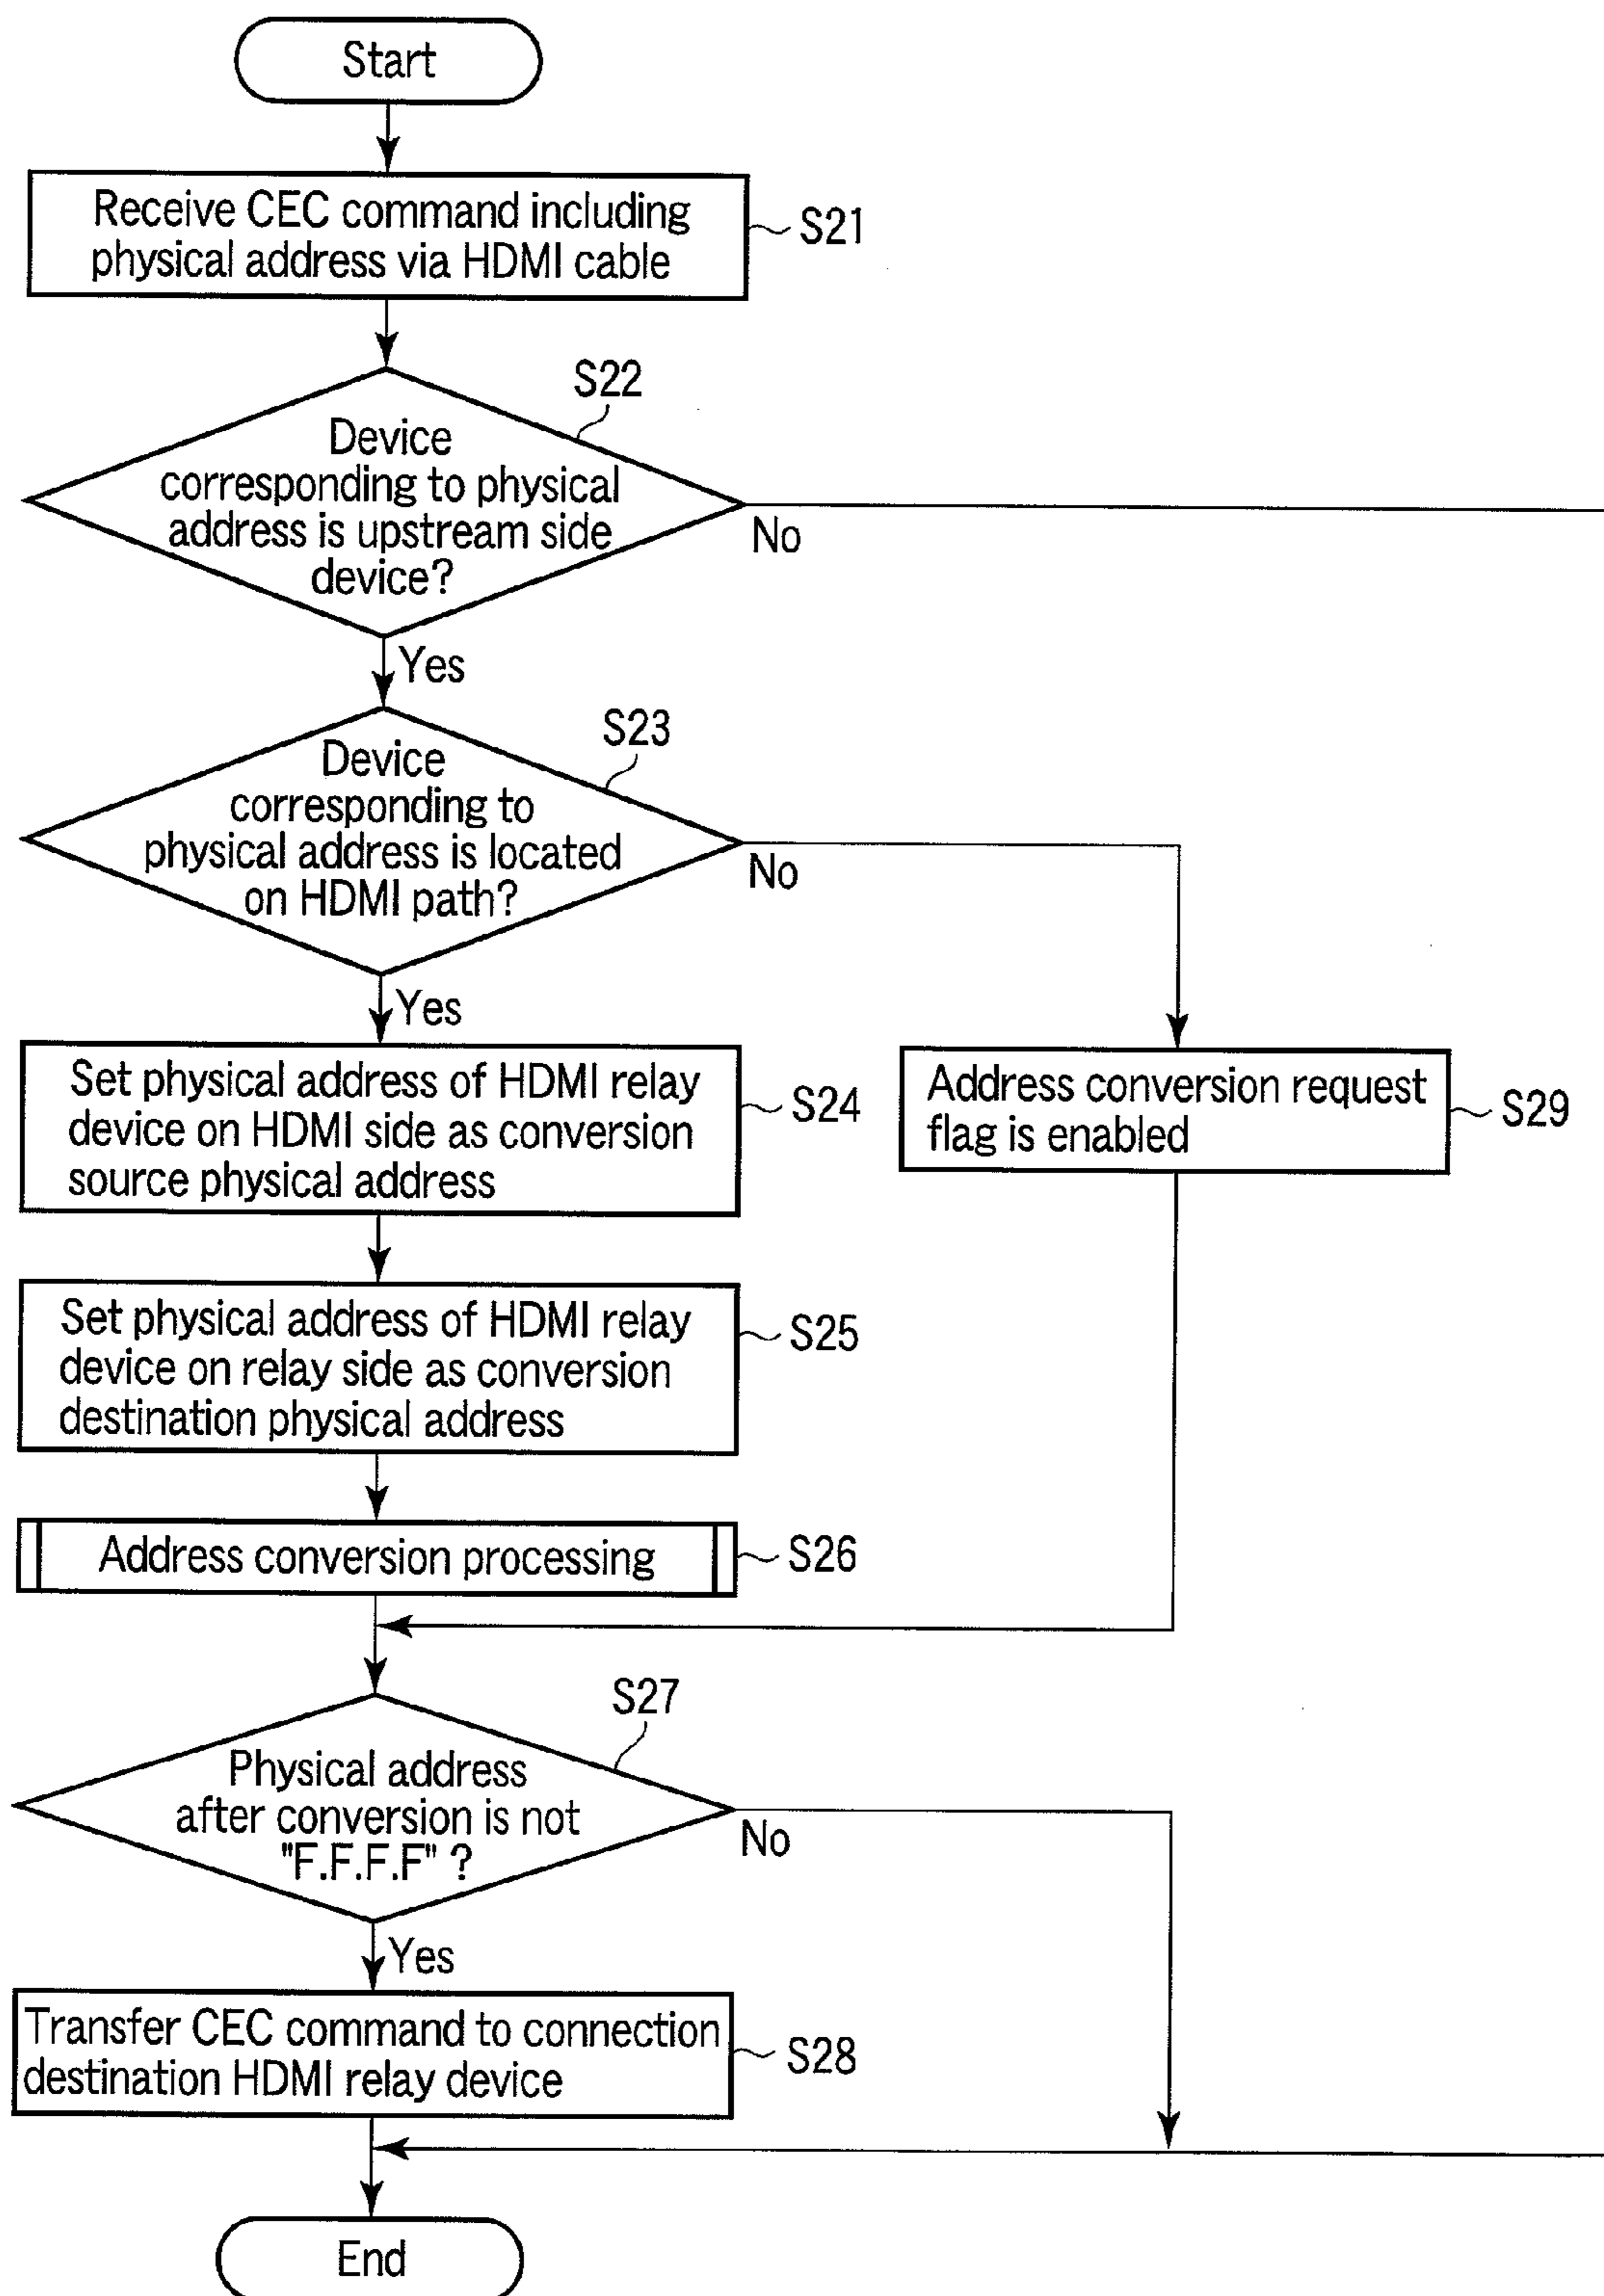 Start
Receive CEC command including
physical address via HDMI cable
S21
S22
Device
corresponding to physical
address is upstream side
device?
No
Yes
S23
Device
corresponding to
physical address is located
on HDMI path?
No
Yes
Set physical address of HDMI relay
device on HDMI side as conversion
source physical address
S24
Address conversion request
flag is enabled
S29
Set physical address of HDMI relay
device on relay side as conversion
destination physical address
S25
Address conversion processing
S26
S27
Physical address
after conversion is not
"F.F.F.F" ?
No
Yes
Transfer CEC command to connection
destination HDMI relay device
S28
End